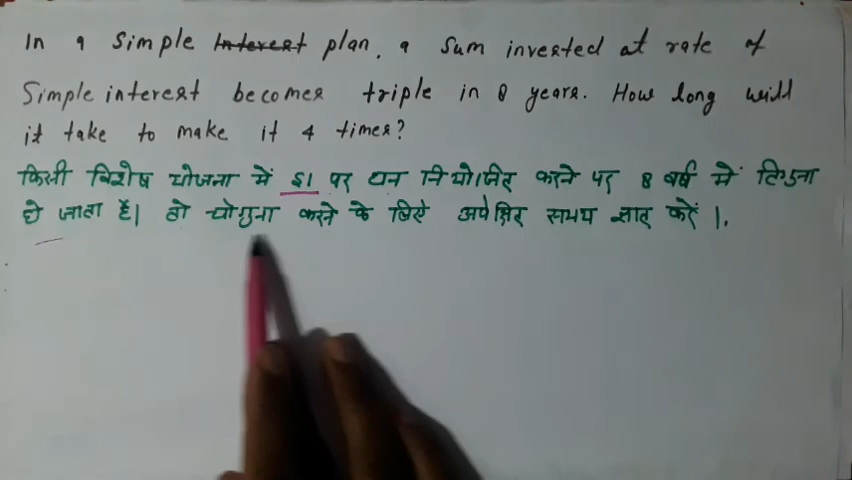 In a Simple Interest plan, a Sum invested at rate of
Simple interest becomes triple in 8 years. How long will
it take to make it 4 times?
किसी विशेष योजना में SI पर धन नियोजित करने पर 8 वर्ष में तिगुना
हो जाता है। तो चोगुना करने के लिए अपेक्षित समय ज्ञात करें।.